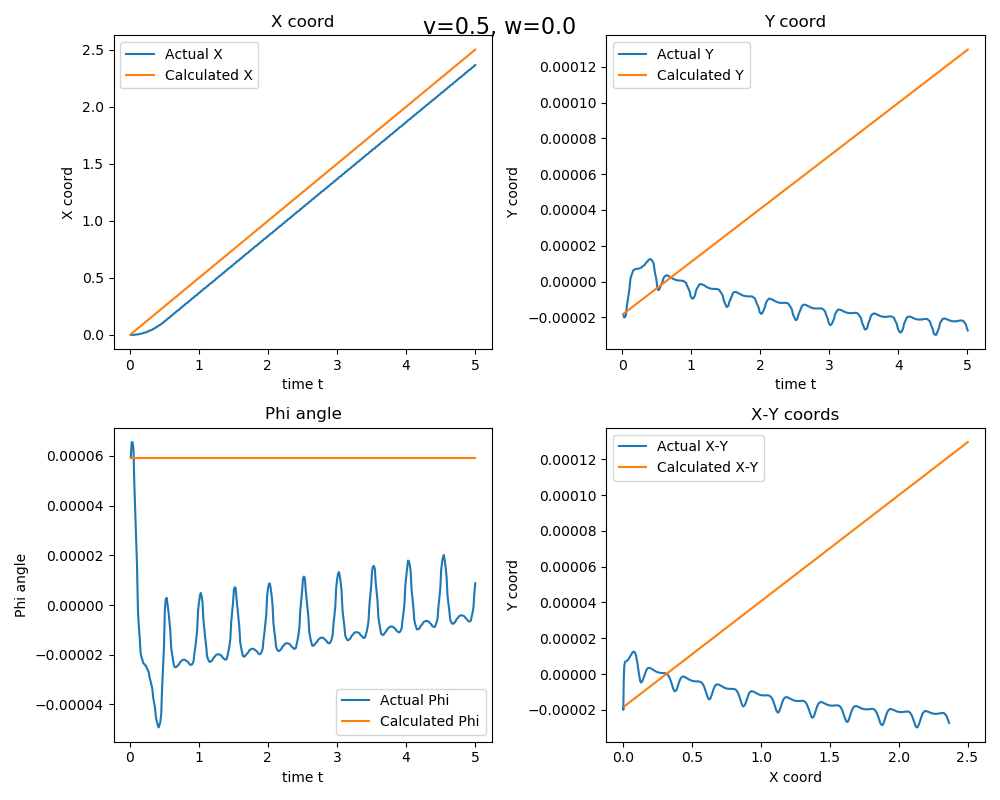 v=0.5, w=0.0
X coord
Actual X
Calculated X
2.5
2.0
1.5
1.0
0.5
0.0
X coord
0 1 2 3 4 5
time t
Y coord
Actual Y
Calculated Y
0.00012
0.00010
0.00008
0.00006
0.00004
0.00002
0.00000
−0.00002
Y coord
0 1 2 3 4 5
time t
Phi angle
0.00006
0.00004
0.00002
0.00000
−0.00002
−0.00004
Phi angle
Actual Phi
Calculated Phi
0 1 2 3 4 5
time t
X-Y coords
Actual X-Y
Calculated X-Y
0.00012
0.00010
0.00008
0.00006
0.00004
0.00002
0.00000
−0.00002
Y coord
0.0 0.5 1.0 1.5 2.0 2.5
X coord